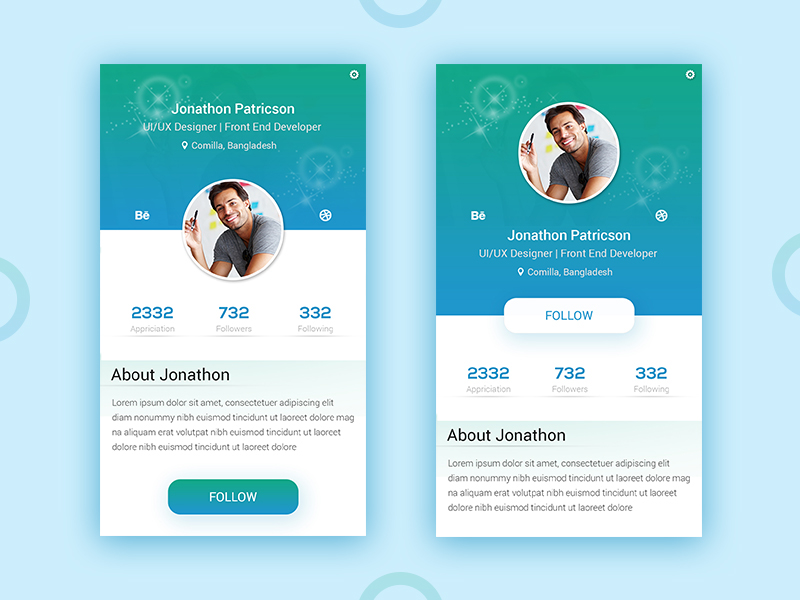 Jonathon Patricson
UI/UX Designer | Front End Developer
Comilla, Bangladesh
Bē
2332
732
332
Appriciation
Followers
Following
About Jonathon
Lorem ipsum dolor sit amet, consectetuer adipiscing elit
diam nonummy nibh euismod tincidunt ut laoreet dolore mag
na aliquam erat volutpat nibh euismod tincidunt ut laoreet
dolore nibh euismod tincidunt ut laoreet dolore
FOLLOW
Bē
Jonathon Patricson
UI/UX Designer | Front End Developer
Comilla, Bangladesh
FOLLOW
2332
732
332
Appriciation
Followers
Following
About Jonathon
Lorem ipsum dolor sit amet, consectetuer adipiscing elit
diam nonummy nibh euismod tincidunt ut laoreet dolore mag
na aliquam erat volutpat nibh euismod tincidunt ut laoreet
dolore nibh euismod tincidunt ut laoreet dolore